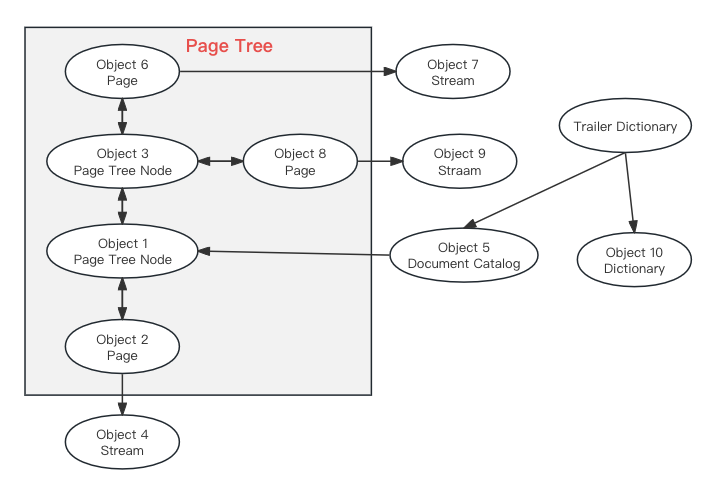 Page Tree
Object 6
Page
Object 7
Stream
Trailer Dictionary
Object 3
Page Tree Node
Object 8
Page
Object 9
Straam
Object 1
Page Tree Node
Object 5
Document Catalog
Object 10
Dictionary
Object 2
Page
Object 4
Stream